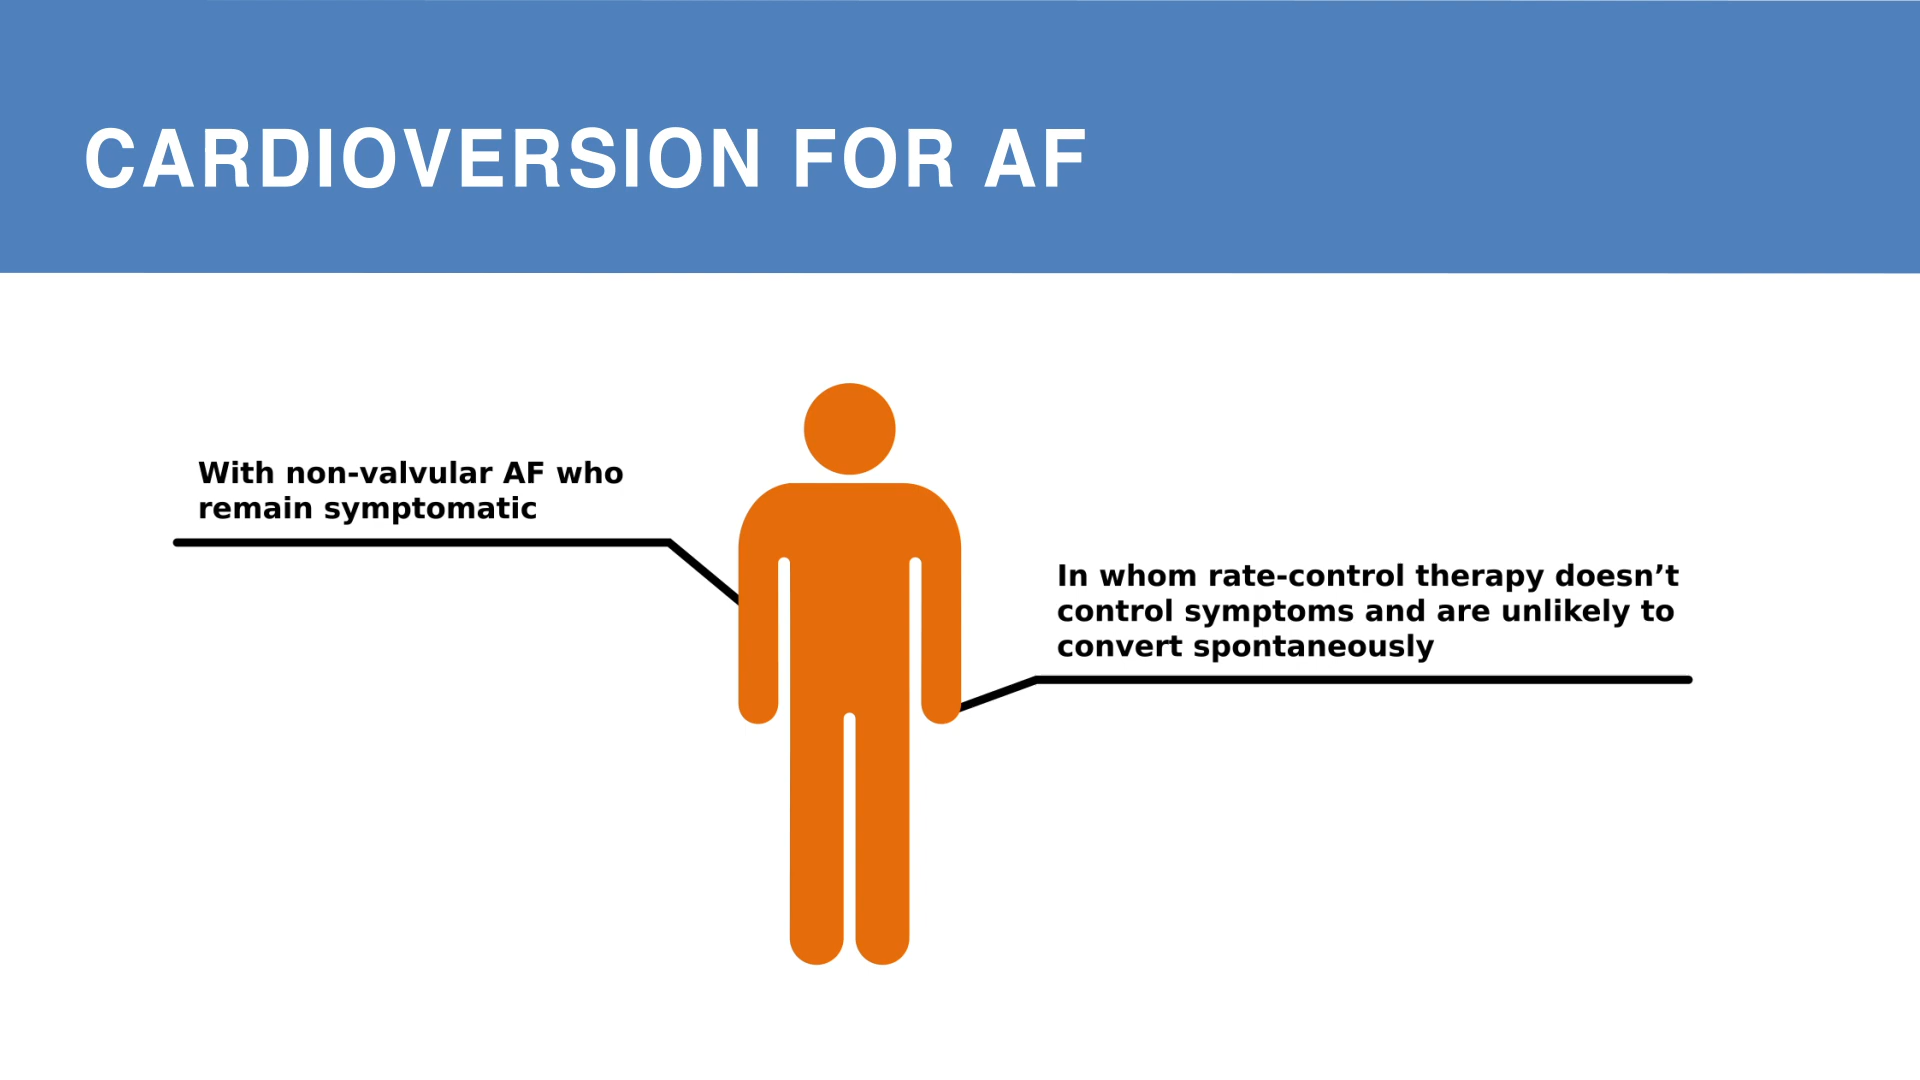 CARDIOVERSION FOR AF
With non-valvular AF who
remain symptomatic
In whom rate-control therapy doesn’t
control symptoms and are unlikely to
convert spontaneously